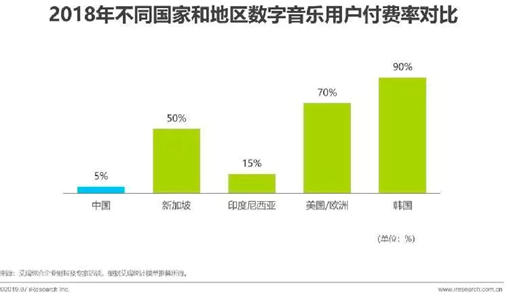 2018年不同国家和地区数字音乐用户付费率对比
90%
70%
50%
15%
5%
中国 新加坡 印度尼西亚 美国/欧洲 韩国
(单位：%)
©2019.07 iResearch Inc.
www.iresearch.com.cn